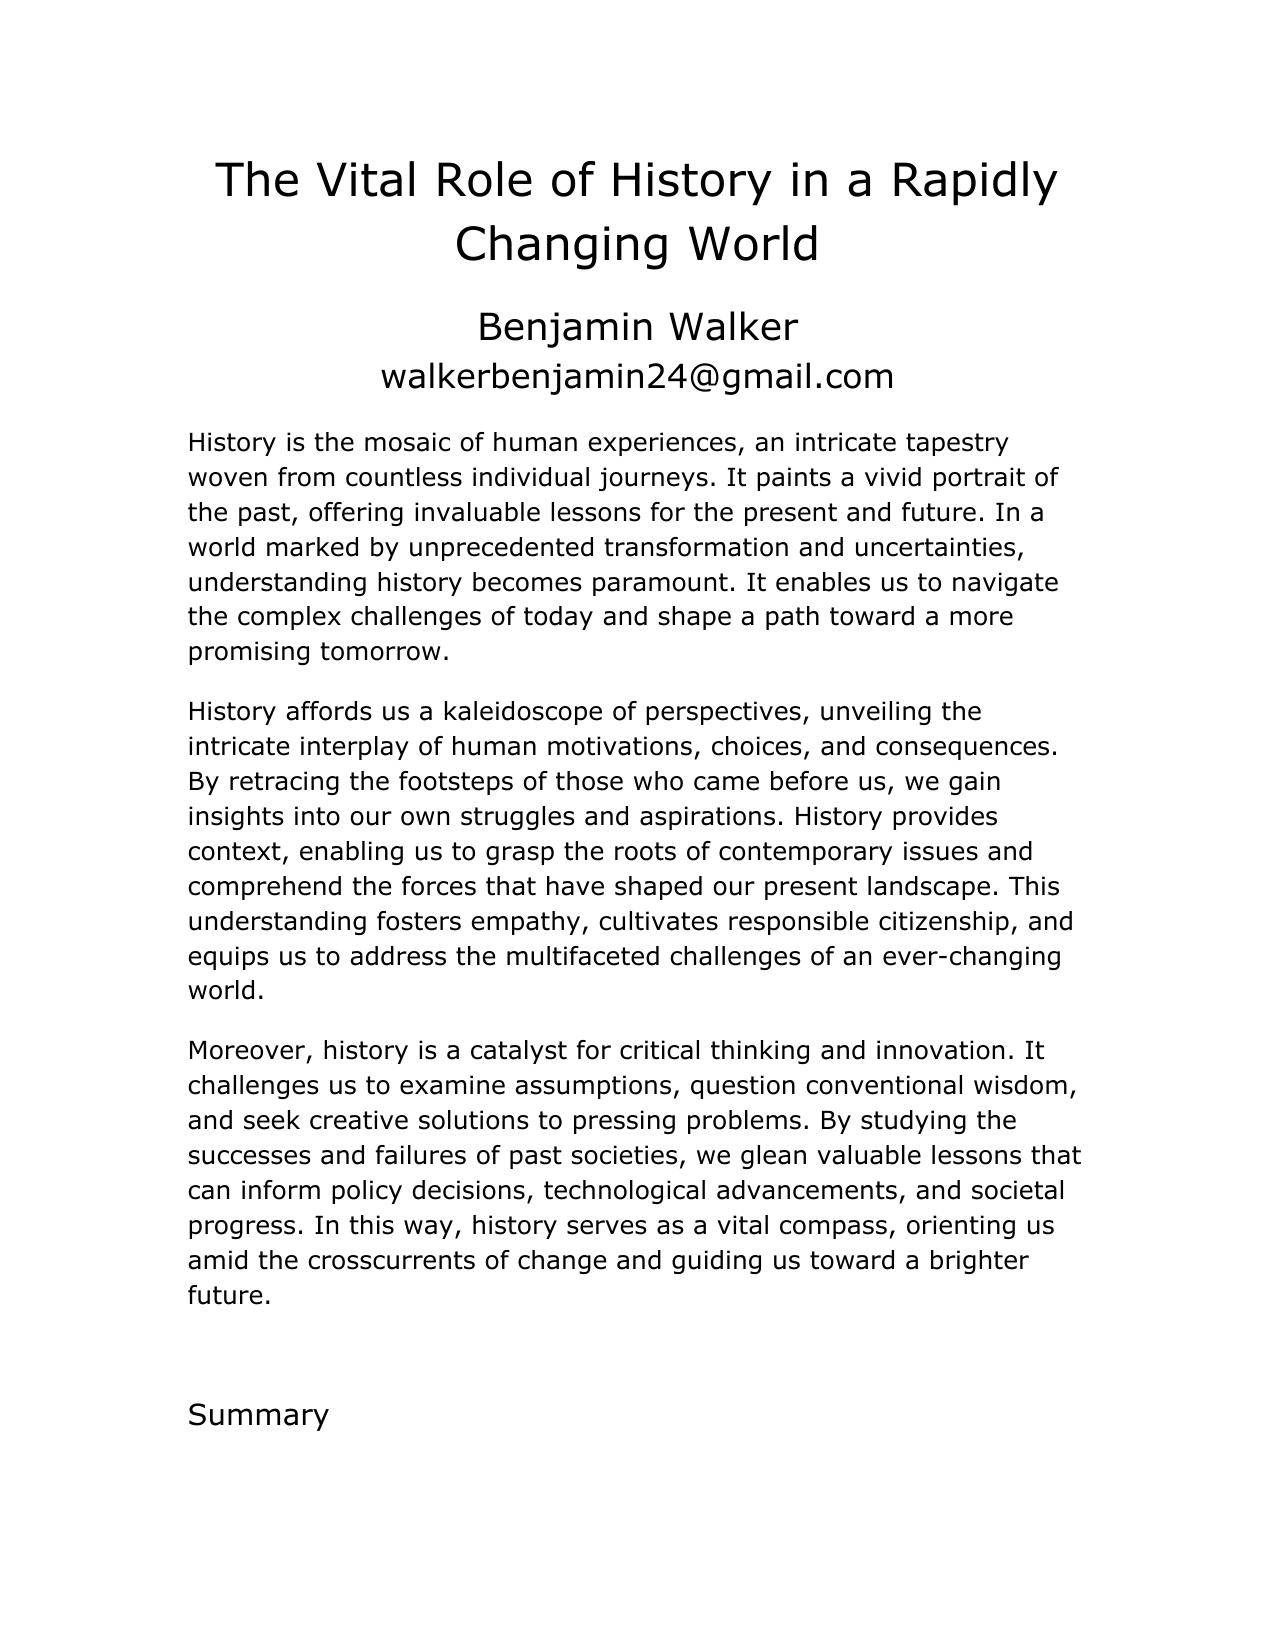 The Vital Role of History in a Rapidly
Changing World
Benjamin Walker
walkerbenjamin24@gmail.com
History is the mosaic of human experiences, an intricate tapestry
woven from countless individual journeys. It paints a vivid portrait of
the past, offering invaluable lessons for the present and future. In a
world marked by unprecedented transformation and uncertainties,
understanding history becomes paramount. It enables us to navigate
the complex challenges of today and shape a path toward a more
promising tomorrow.
History affords us a kaleidoscope of perspectives, unveiling the
intricate interplay of human motivations, choices, and consequences.
By retracing the footsteps of those who came before us, we gain
insights into our own struggles and aspirations. History provides
context, enabling us to grasp the roots of contemporary issues and
comprehend the forces that have shaped our present landscape. This
understanding fosters empathy, cultivates responsible citizenship, and
equips us to address the multifaceted challenges of an ever-changing
world.
Moreover, history is a catalyst for critical thinking and innovation. It
challenges us to examine assumptions, question conventional wisdom,
and seek creative solutions to pressing problems. By studying the
successes and failures of past societies, we glean valuable lessons that
can inform policy decisions, technological advancements, and societal
progress. In this way, history serves as a vital compass, orienting us
amid the crosscurrents of change and guiding us toward a brighter
future.
Summary